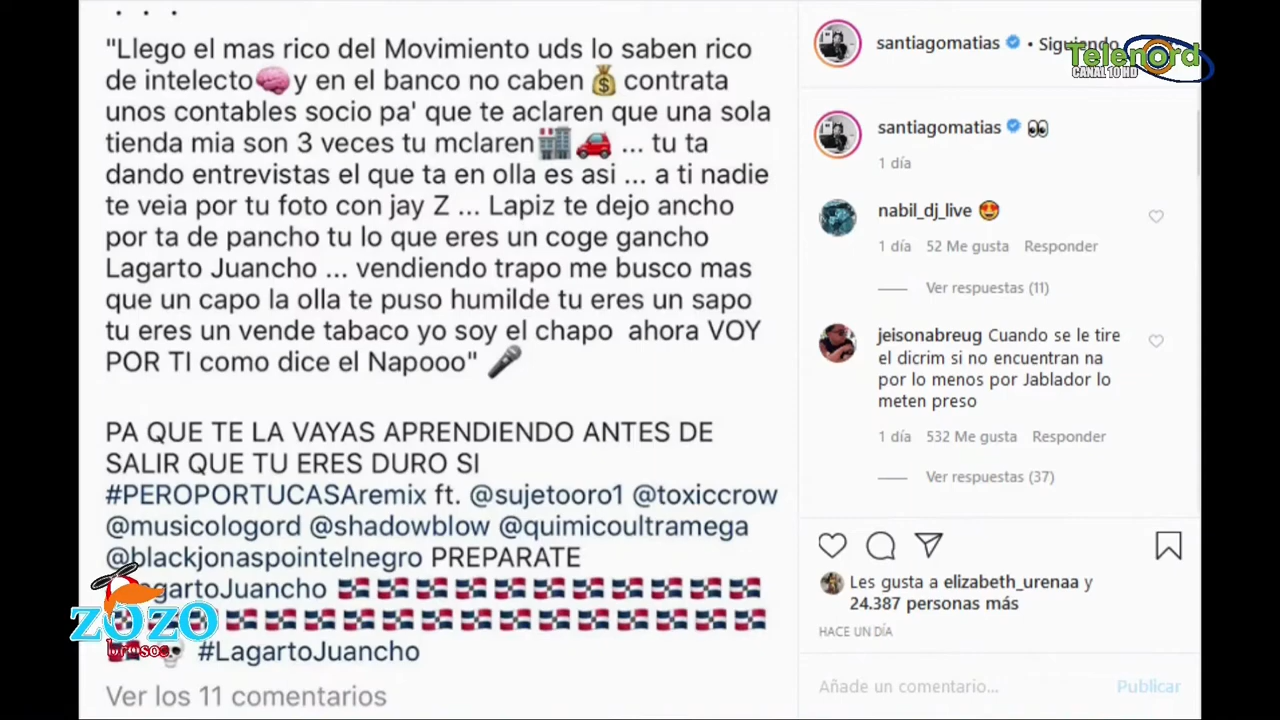 "Llego el mas rico del Movimiento uds lo saben rico
de intelecto🧠y en el banco no caben 💰contrata
unos contables socio pa' que te aclaren que una sola
tienda mia son 3 veces tu mclaren🏬🚗 ... tu ta
dando entrevistas el que ta en olla es asi ... a ti nadie
te veia por tu foto con jay Z ... Lapiz te dejo ancho
por ta de pancho tu lo que eres un coge gancho
Lagarto Juancho ... vendiendo trapo me busco mas
que un capo la olla te puso humilde tu eres un sapo
tu eres un vende tabaco yo soy el chapo ahora VOY
POR TI como dice el Napooo" 🎤
PA QUE TE LA VAYAS APRENDIENDO ANTES DE
SALIR QUE TU ERES DURO SI
#PEROPORTUCASAremix ft. @sujetooro1 @toxiccrow
@musicologord @shadowblow @quimicoultramega
@blackjonaspointelnegro PREPARATE
gartoJuancho 🇩🇴🇩🇴🇩🇴🇩🇴🇩🇴🇩🇴🇩🇴🇩🇴🇩🇴🇩🇴🇩🇴
🇩🇴🇩🇴🇩🇴🇩🇴🇩🇴🇩🇴🇩🇴🇩🇴🇩🇴🇩🇴🇩🇴🇩🇴🇩🇴🇩🇴
🇩🇴💀 #LagartoJuancho
Ver los 11 comentarios
ZOZO
brusca
santiagomatias • Siguiendo
Telenord
CANAL 10 HD
santiagomatias 👀
1 día
nabil_dj_live 😍
1 día 52 Me gusta Responder
Ver respuestas (11)
jeisonabreug Cuando se le tire
el dicrim si no encuentran na
por lo menos por Jablador lo
meten preso
1 día 532 Me gusta Responder
Ver respuestas (37)
Les gusta a elizabeth_urenaa y
24.387 personas más
HACE UN DÍA
Añade un comentario...
Publicar